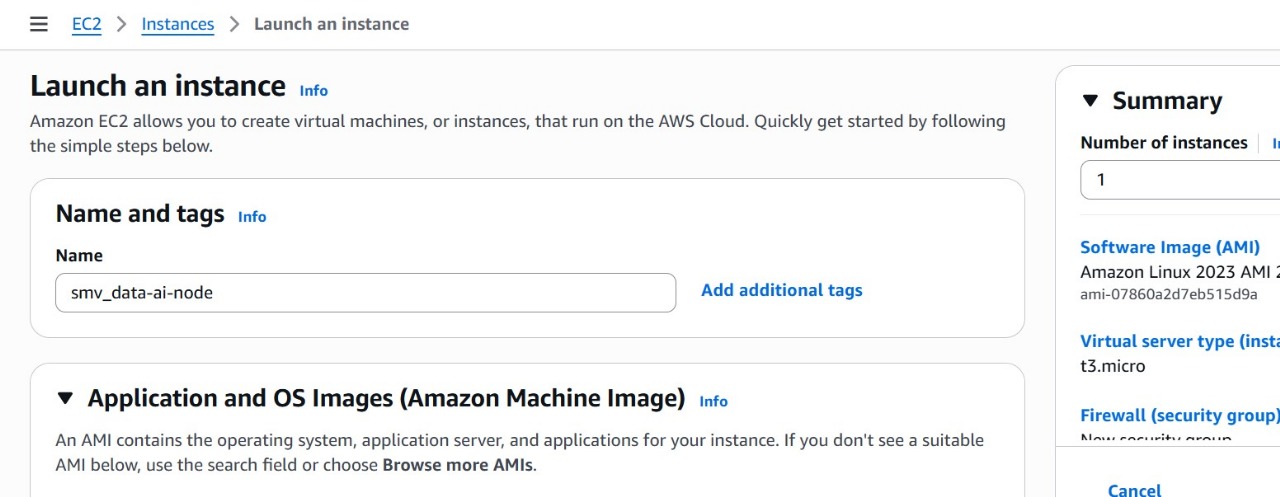 EC2 > Instances > Launch an instance
Launch an instance Info
Amazon EC2 allows you to create virtual machines, or instances, that run on the AWS Cloud. Quickly get started by following
the simple steps below.
Name and tags Info
Name
smv_data-ai-node
Add additional tags
Application and OS Images (Amazon Machine Image) Info
An AMI contains the operating system, application server, and applications for your instance. If you don't see a suitable
AMI below, use the search field or choose Browse more AMIs.
Summary
Number of instances
1
Software Image (AMI)
Amazon Linux 2023 AMI 2
ami-07860a2d7eb515d9a
Virtual server type (insta
t3.micro
Firewall (security group)
New security group
Cancel